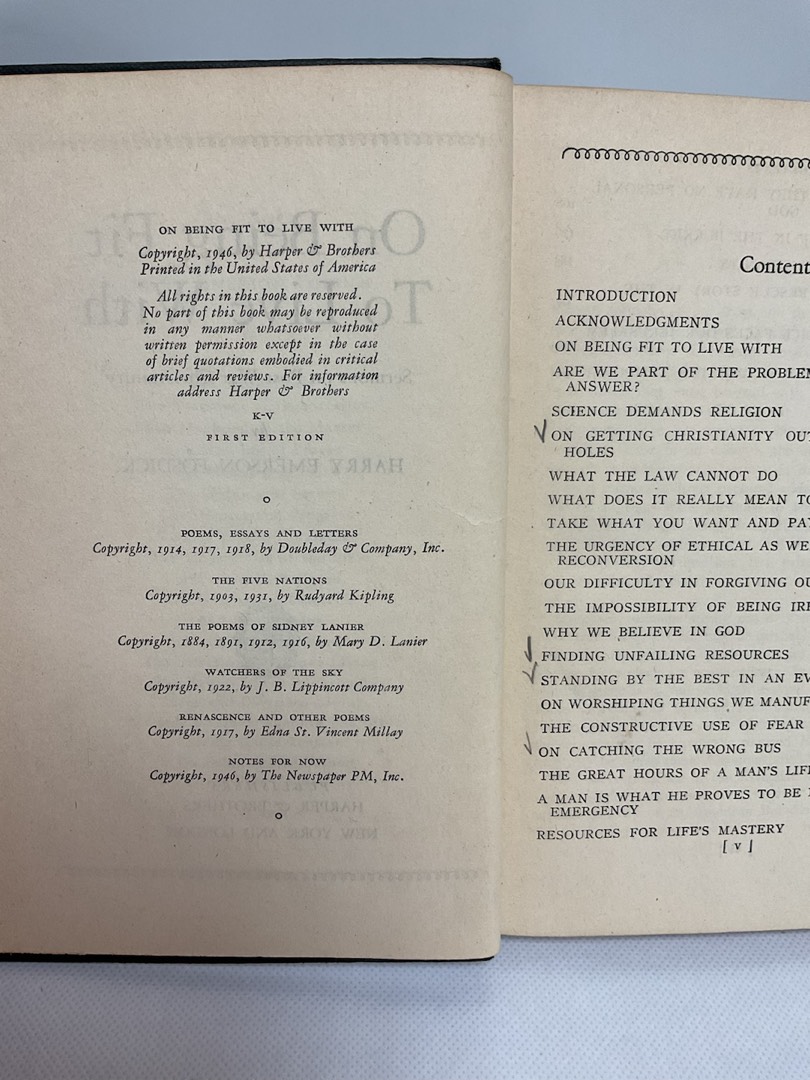 ON BEING FIT TO LIVE WITH
Copyright, 1946, by Harper & Brothers
Printed in the United States of America
All rights in this book are reserved.
No part of this book may be reproduced
in any manner whatsoever without
written permission except in the case
of brief quotations embodied in critical
articles and reviews. For information
address Harper & Brothers
K-V
FIRST EDITION
POEMS, ESSAYS AND LETTERS
Copyright, 1914, 1917, 1918, by Doubleday & Company, Inc.
THE FIVE NATIONS
Copyright, 1903, 1931, by Rudyard Kipling
THE POEMS OF SIDNEY LANIER
Copyright, 1884, 1891, 1912, 1916, by Mary D. Lanier
WATCHERS OF THE SKY
Copyright, 1922, by J. B. Lippincott Company
RENASCENCE AND OTHER POEMS
Copyright, 1917, by Edna St. Vincent Millay
NOTES FOR NOW
Copyright, 1946, by The Newspaper PM, Inc.
Content
INTRODUCTION
ACKNOWLEDGMENTS
ON BEING FIT TO LIVE WITH
ARE WE PART OF THE PROBLEM
ANSWER?
SCIENCE DEMANDS RELIGION
ON GETTING CHRISTIANITY OUT
HOLES
WHAT THE LAW CANNOT DO
WHAT DOES IT REALLY MEAN TO
TAKE WHAT YOU WANT AND PAY
THE URGENCY OF ETHICAL AS WE
RECONVERSION
OUR DIFFICULTY IN FORGIVING OU
THE IMPOSSIBILITY OF BEING IRR
WHY WE BELIEVE IN GOD
FINDING UNFAILING RESOURCES
STANDING BY THE BEST IN AN EV
ON WORSHIPING THINGS WE MANUF
THE CONSTRUCTIVE USE OF FEAR
ON CATCHING THE WRONG BUS
THE GREAT HOURS OF A MAN'S LIF
A MAN IS WHAT HE PROVES TO BE
EMERGENCY
RESOURCES FOR LIFE'S MASTERY
[ v ]